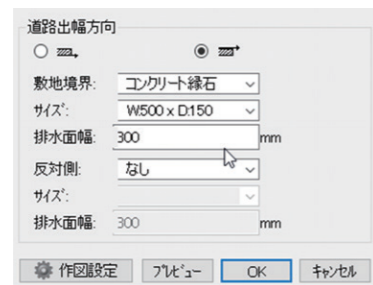 道路出幅方向
敷地境界: コンクリート縁石
サイズ: W:500 x D:150
排水面幅: 300 mm
反対側: なし
サイズ:
排水面幅: 300 mm
作図設定 プレビュー OK キャンセル